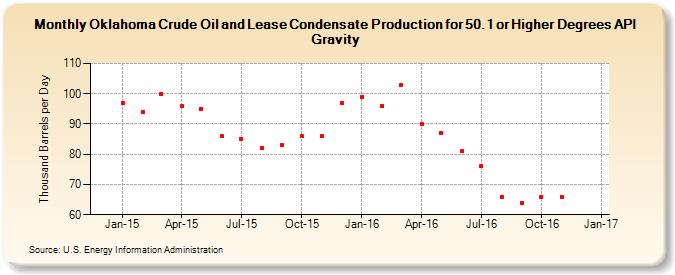 Monthly Oklahoma Crude Oil and Lease Condensate Production for 50.1 or Higher Degrees API
Gravity
Thousand Barrels per Day
110
100
90
80
70
60
Jan-15 Apr-15 Jul-15 Oct-15 Jan-16 Apr-16 Jul-16 Oct-16 Jan-17
Source: U.S. Energy Information Administration